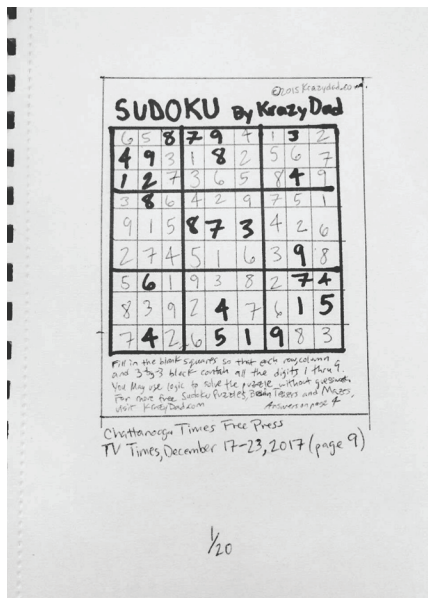 ©2015 KrazyDad.com
SUDOKU By KrazyDad
6 5 8 7 9 4 1 3 2
4 9 3 1 8 2 5 6 7
1 2 7 3 6 5 8 4 9
3 8 6 4 2 9 7 5 1
9 1 5 8 7 3 4 2 6
2 7 4 5 1 6 3 9 8
5 6 1 9 3 8 2 7 4
8 3 9 2 4 7 6 1 5
7 4 2 6 5 1 9 8 3
Fill in the blank squares so that each row, column
and 3-by-3 block contain all the digits 1 thru 9.
You may use logic to solve the puzzle without guesswork.
For more free Sudoku Puzzles, Brain Teasers and Mazes,
visit KrazyDad.com Answers on page 4
Chattanooga Times Free Press
TV Times, December 17-23, 2017 (page 9)
1/20